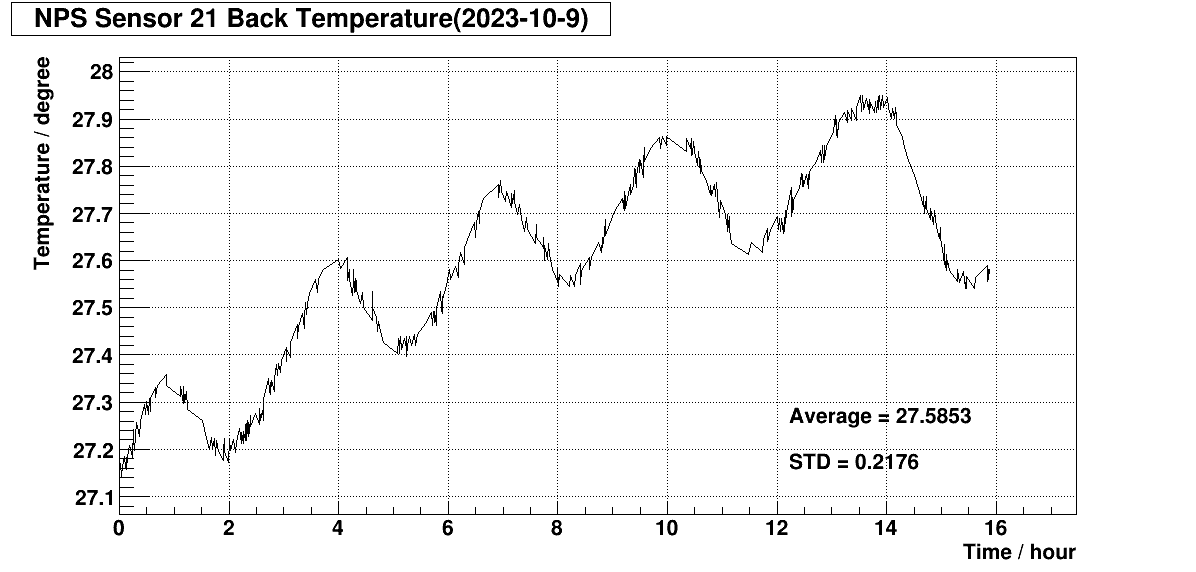 NPS Sensor 21 Back Temperature(2023-10-9)
Temperature / degree
28
27.9
27.8
27.7
27.6
27.5
27.4
27.3
27.2
27.1
Average = 27.5853
STD = 0.2176
0 2 4 6 8 10 12 14 16
Time / hour